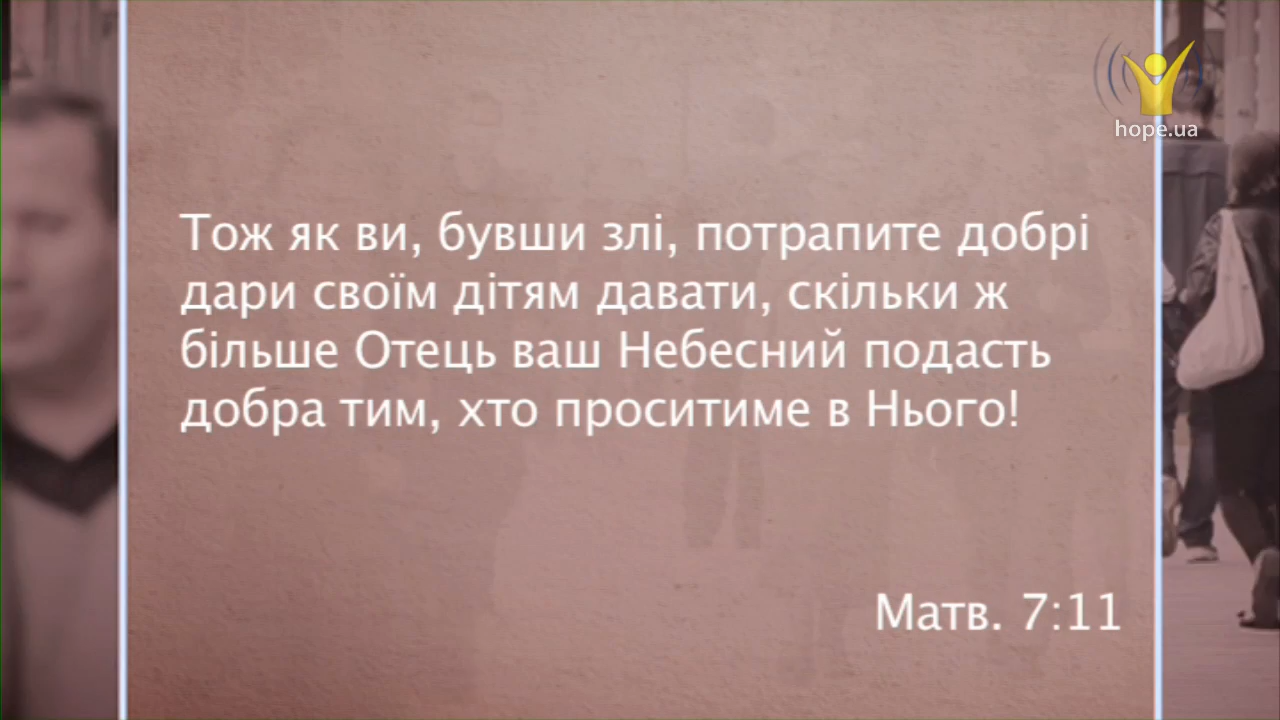 hope.ua
Тож як ви, бувши злі, потрапите добрі
дари своїм дітям давати, скільки ж
більше Отець ваш Небесний подасть
добра тим, хто проситиме в Нього!
Матв. 7:11